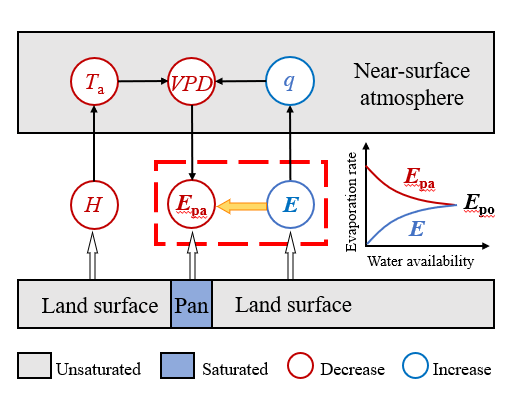 Ta
VPD
q
Near-surface
atmosphere
H
Epa
E
Evaporation rate
Epa
Epo
E
Water availability
Land surface
Pan
Land surface
Unsaturated
Saturated
Decrease
Increase